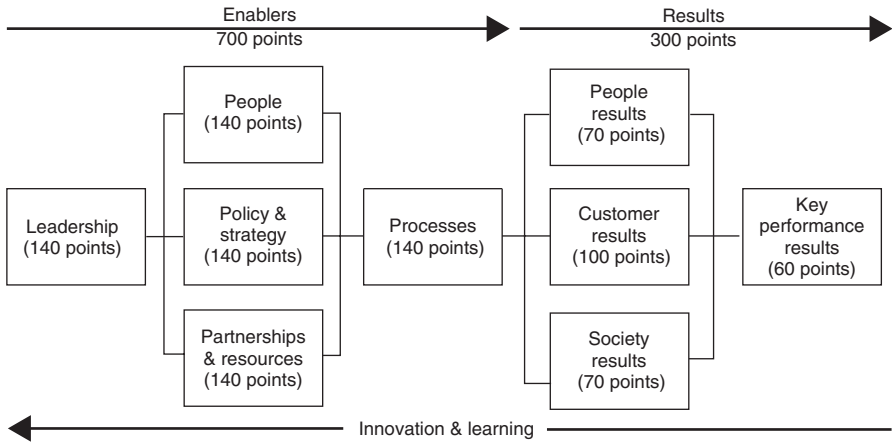 Enablers
700 points
Results
300 points
People
(140 points)
People
results
(70 points)
Leadership
(140 points)
Policy &
strategy
(140 points)
Processes
(140 points)
Customer
results
(100 points)
Key
performance
results
(60 points)
Partnerships
& resources
(140 points)
Society
results
(70 points)
Innovation & learning